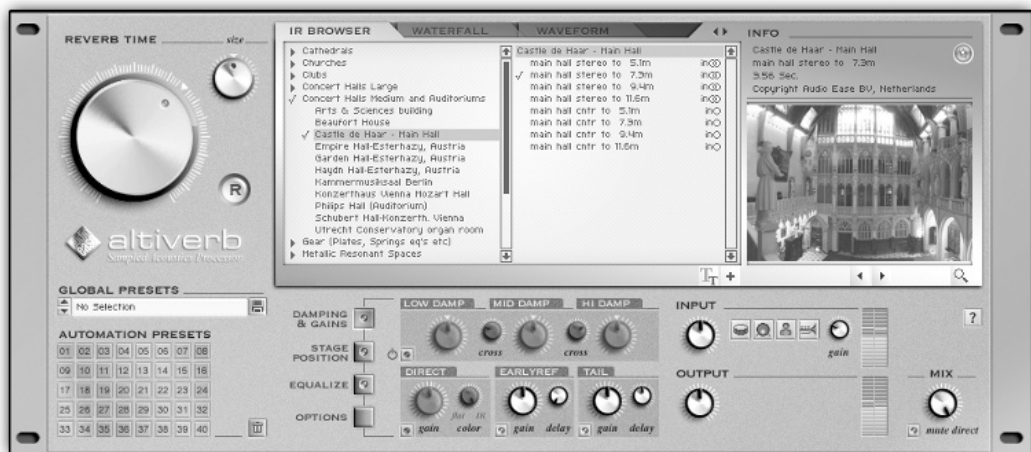 REVERB TIME
size
R
altiverb
Sampled Acoustics Processor
IR BROWSER
WATERFALL
WAVEFORM
Cathedrals
Churches
Clubs
Concert Halls Large
Concert Halls Medium and Auditoriums
Arts & Sciences building
Beaufort House
Castle de Haar - Main Hall
Empire Hall-Esterhazy, Austria
Garden Hall-Esterhazy, Austria
Haydn Hall-Esterhazy, Austria
Kammermusiksaal Berlin
Konzerthaus Vienna Mozart Hall
Philips Hall (Auditorium)
Schubert Hall-Konzerth. Vienna
Utrecht Conservatory organ room
Gear (Plates, Springs eq's etc)
Metallic Resonant Spaces
Castle de Haar - Main Hall
main hall stereo to 5.1m in
main hall stereo to 7.3m in
main hall stereo to 9.4m in
main hall stereo to 11.6m in
main hall cntr to 5.1m in
main hall cntr to 7.3m in
main hall cntr to 9.4m in
main hall cntr to 11.6m in
TT +
INFO
Castle de Haar - Main Hall
main hall stereo to 7.3m
3.56 Sec.
Copyright Audio Ease BV, Netherlands
GLOBAL PRESETS
No Selection
AUTOMATION PRESETS
01 02 03 04 05 06 07 08
09 10 11 12 13 14 15 16
17 18 19 20 21 22 23 24
25 26 27 28 29 30 31 32
33 34 35 36 37 38 39 40
DAMPING & GAINS
STAGE POSITION
EQUALIZE
OPTIONS
LOW DAMP
MID DAMP
HI DAMP
cross
cross
DIRECT
EARLYREF
TAIL
flat IR
gain color
gain delay
gain delay
INPUT
gain
OUTPUT
?
MIX
mute direct